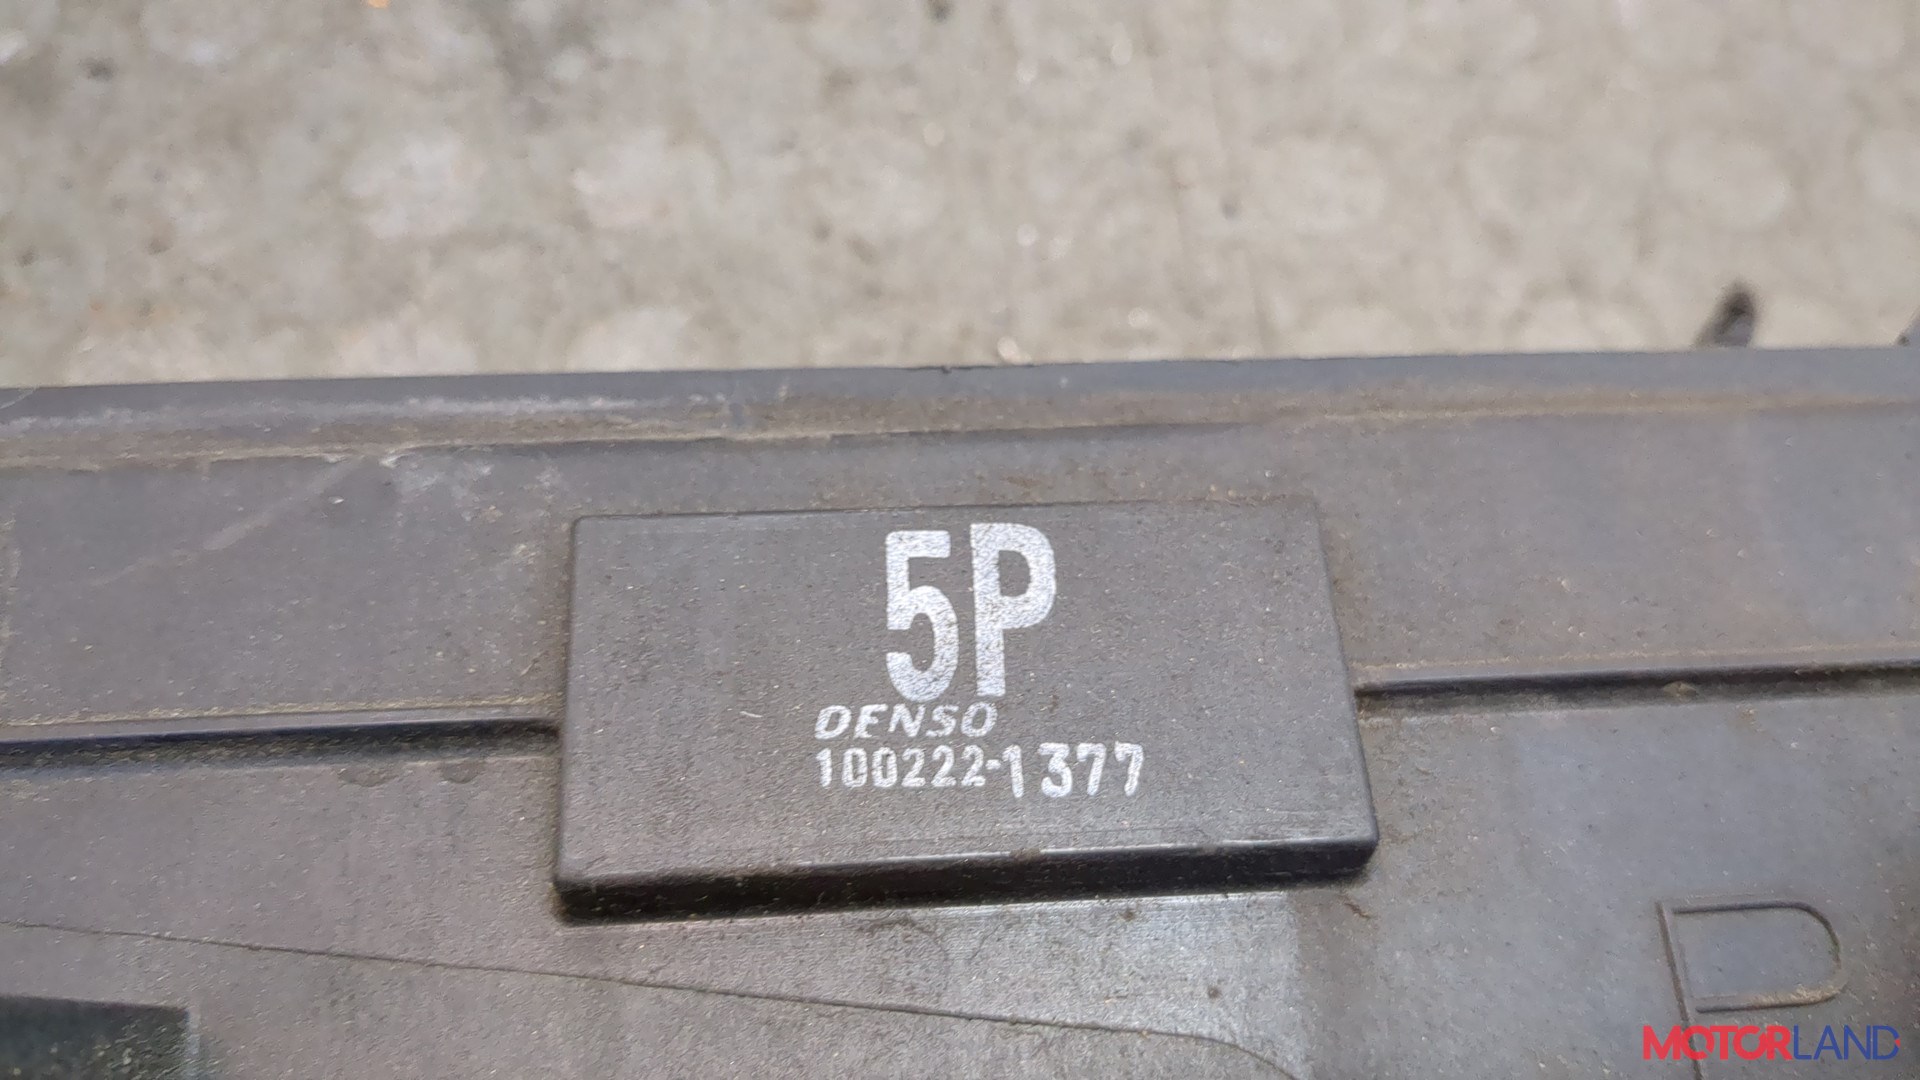 5P
DENSO
100222-1377
P
MOTORLAND